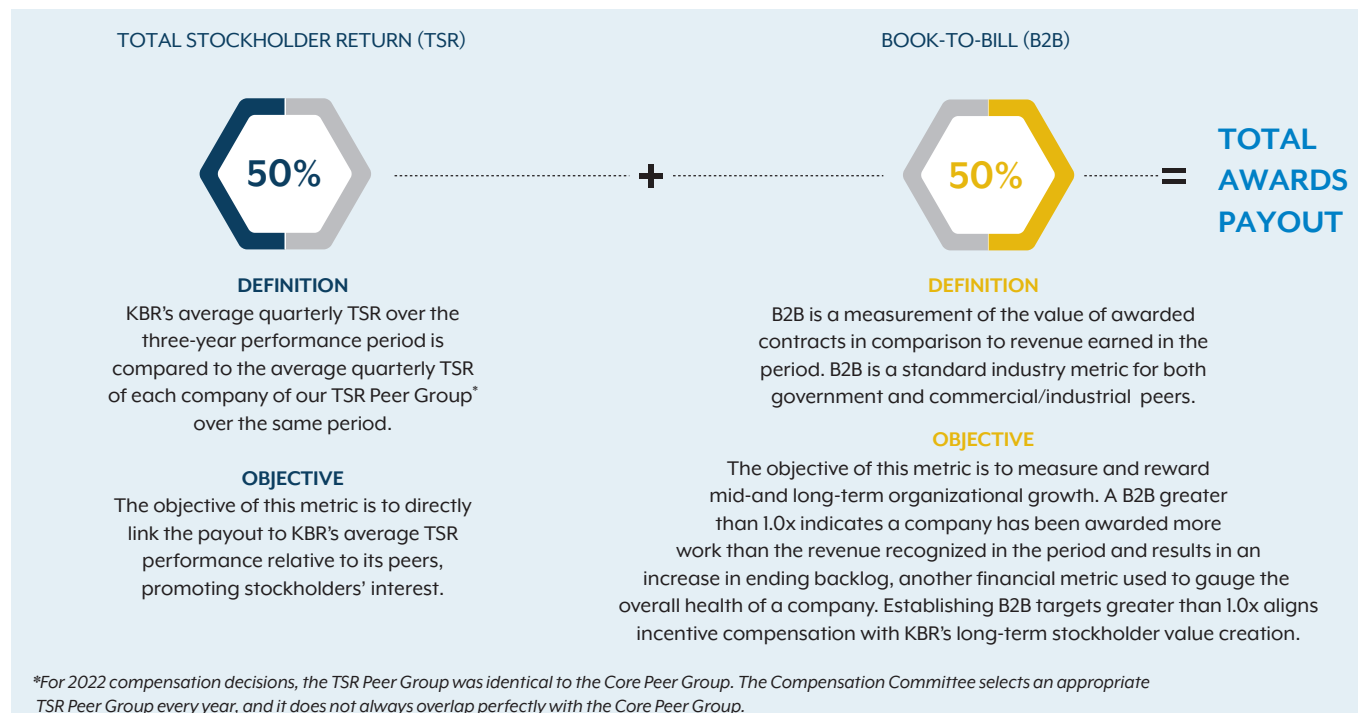 TOTAL STOCKHOLDER RETURN (TSR)
BOOK-TO-BILL (B2B)
50%
+
50%
=
TOTAL
AWARDS
PAYOUT
DEFINITION
KBR’s average quarterly TSR over the
three-year performance period is
compared to the average quarterly TSR
of each company of our TSR Peer Group*
over the same period.
OBJECTIVE
The objective of this metric is to directly
link the payout to KBR’s average TSR
performance relative to its peers,
promoting stockholders’ interest.
DEFINITION
B2B is a measurement of the value of awarded
contracts in comparison to revenue earned in the
period. B2B is a standard industry metric for both
government and commercial/industrial peers.
OBJECTIVE
The objective of this metric is to measure and reward
mid-and long-term organizational growth. A B2B greater
than 1.0x indicates a company has been awarded more
work than the revenue recognized in the period and results in an
increase in ending backlog, another financial metric used to gauge the
overall health of a company. Establishing B2B targets greater than 1.0x aligns
incentive compensation with KBR’s long-term stockholder value creation.
*For 2022 compensation decisions, the TSR Peer Group was identical to the Core Peer Group. The Compensation Committee selects an appropriate
TSR Peer Group every year, and it does not always overlap perfectly with the Core Peer Group.